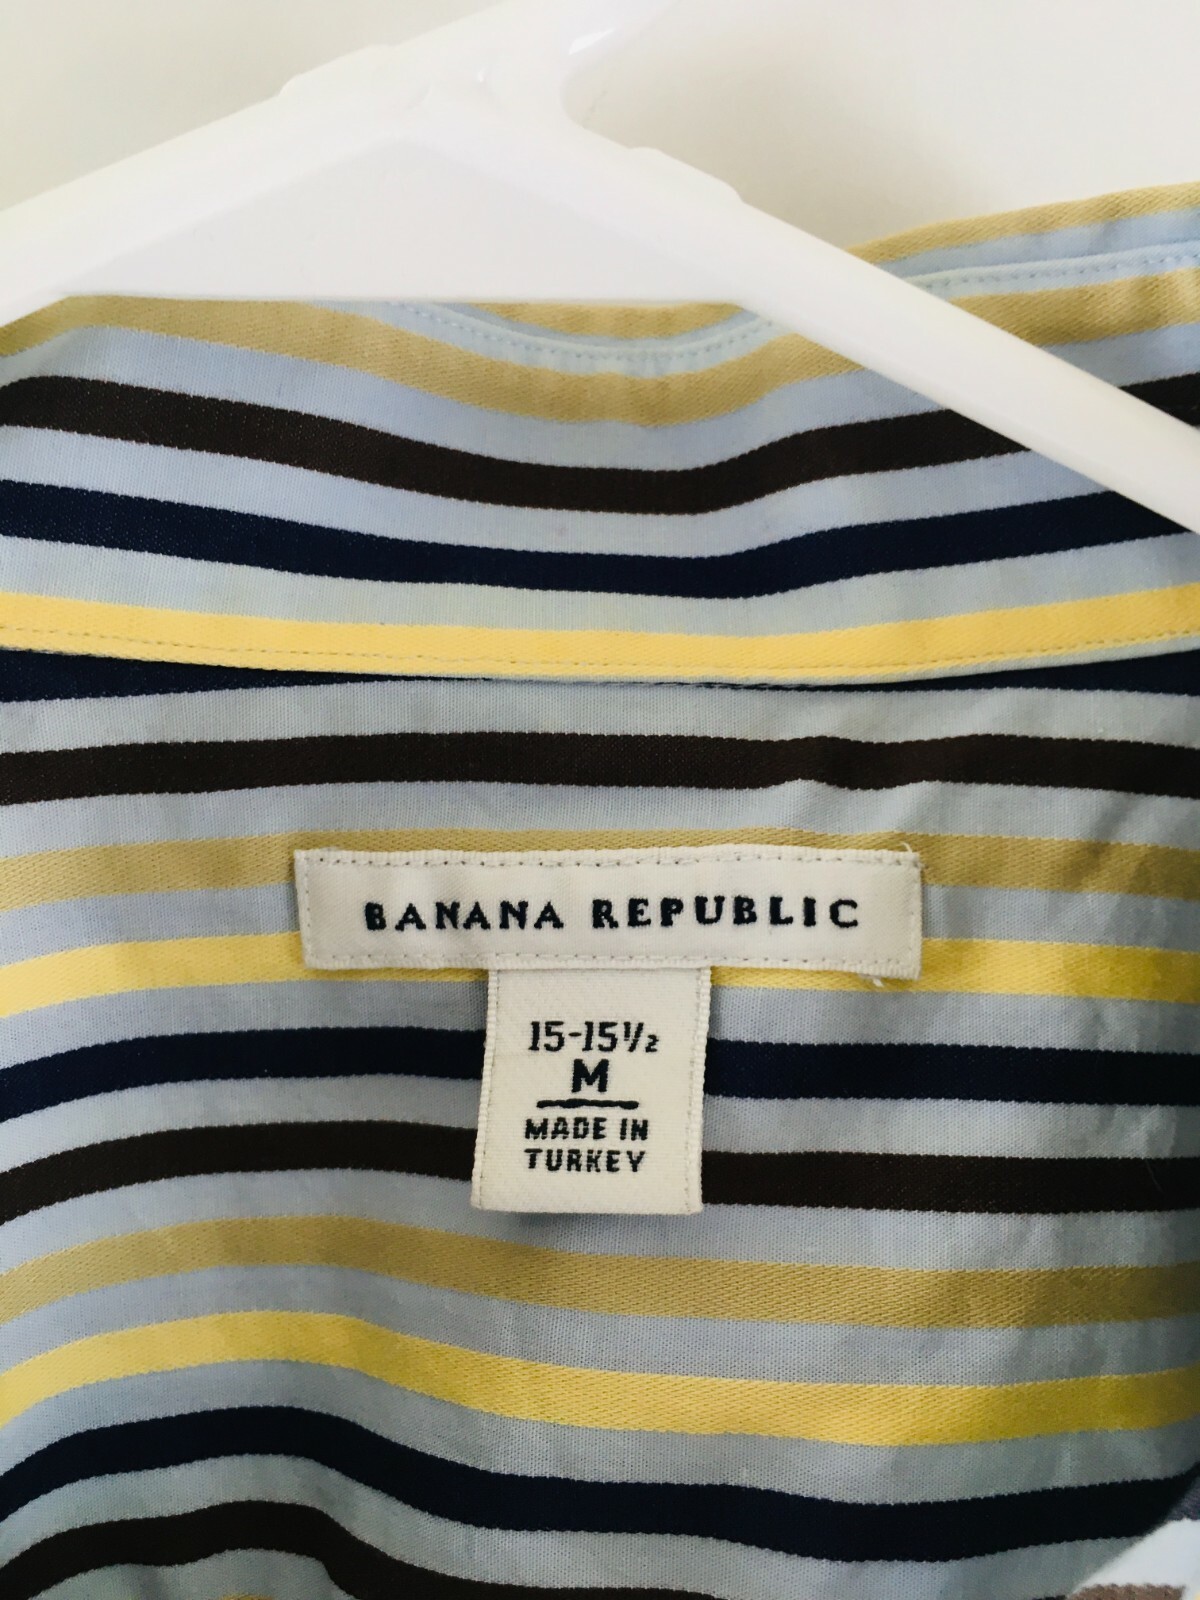 BANANA REPUBLIC
15-15½
M
MADE IN
TURKEY